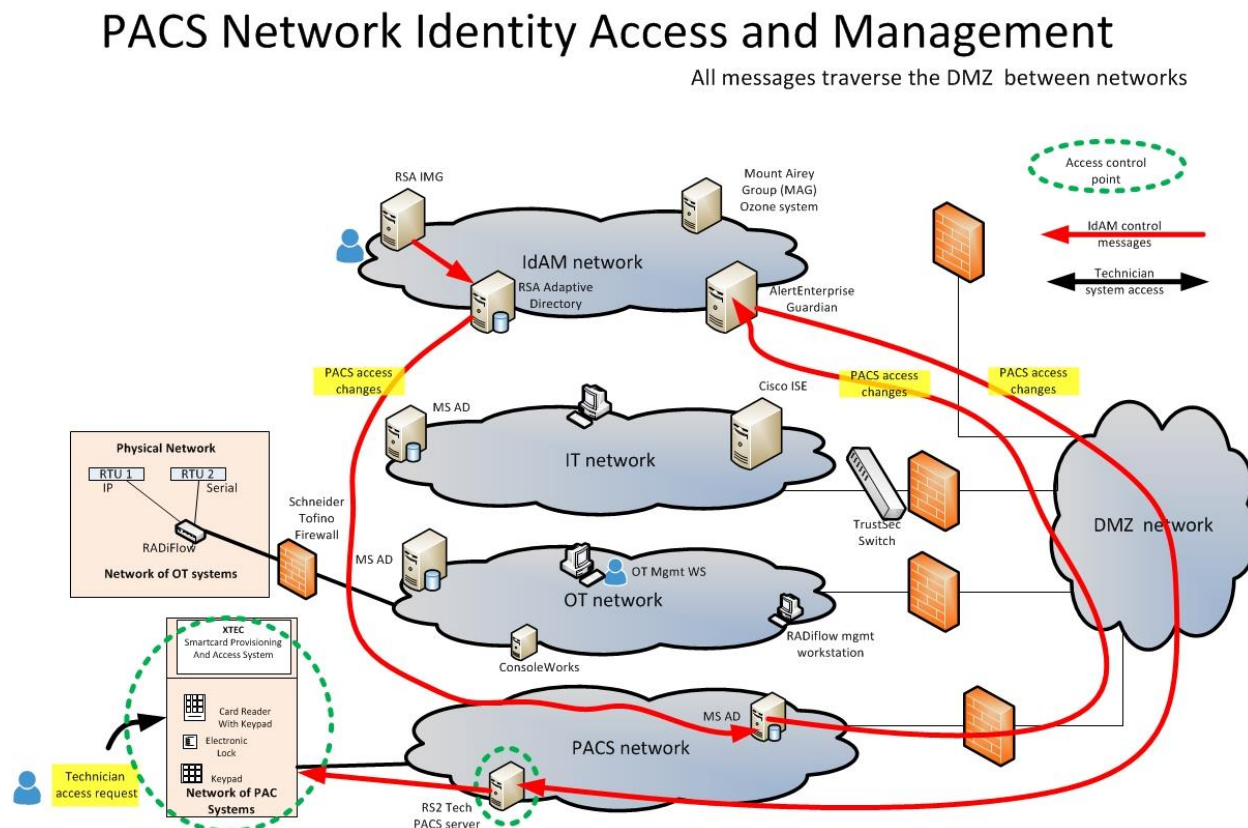 PACS Network Identity Access and Management
All messages traverse the DMZ between networks
RSA IMG
Mount Airey
Group (MAG)
Ozone system
Access control
point
IdAM control
messages
Technician
system access
IdAM network
RSA Adaptive
Directory
AlertEnterprise
Guardian
PACS access
changes
PACS access
changes
PACS access
changes
MS AD
Cisco ISE
IT network
Physical Network
RTU 1
RTU 2
IP
Serial
RADiFlow
Network of OT systems
Schneider
Tofino
Firewall
TrustSec
Switch
DMZ network
MS AD
OT Mgmt WS
OT network
RADiflow mgmt
workstation
ConsoleWorks
XTEC
Smartcard Provisioning
And Access System
Card Reader
With Keypad
Electronic
Lock
Keypad
Network of PAC
Systems
Technician
access request
MS AD
PACS network
RS2 Tech
PACS server